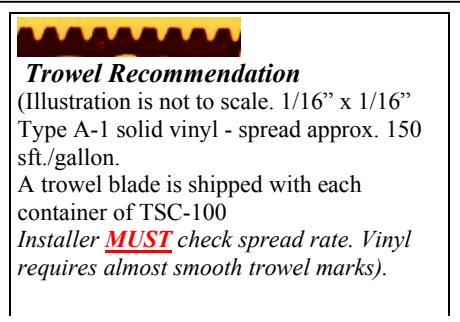 Trowel Recommendation
(Illustration is not to scale. 1/16” x 1/16”
Type A-1 solid vinyl - spread approx. 150
sft./gallon.
A trowel blade is shipped with each
container of TSC-100
Installer MUST check spread rate. Vinyl
requires almost smooth trowel marks).